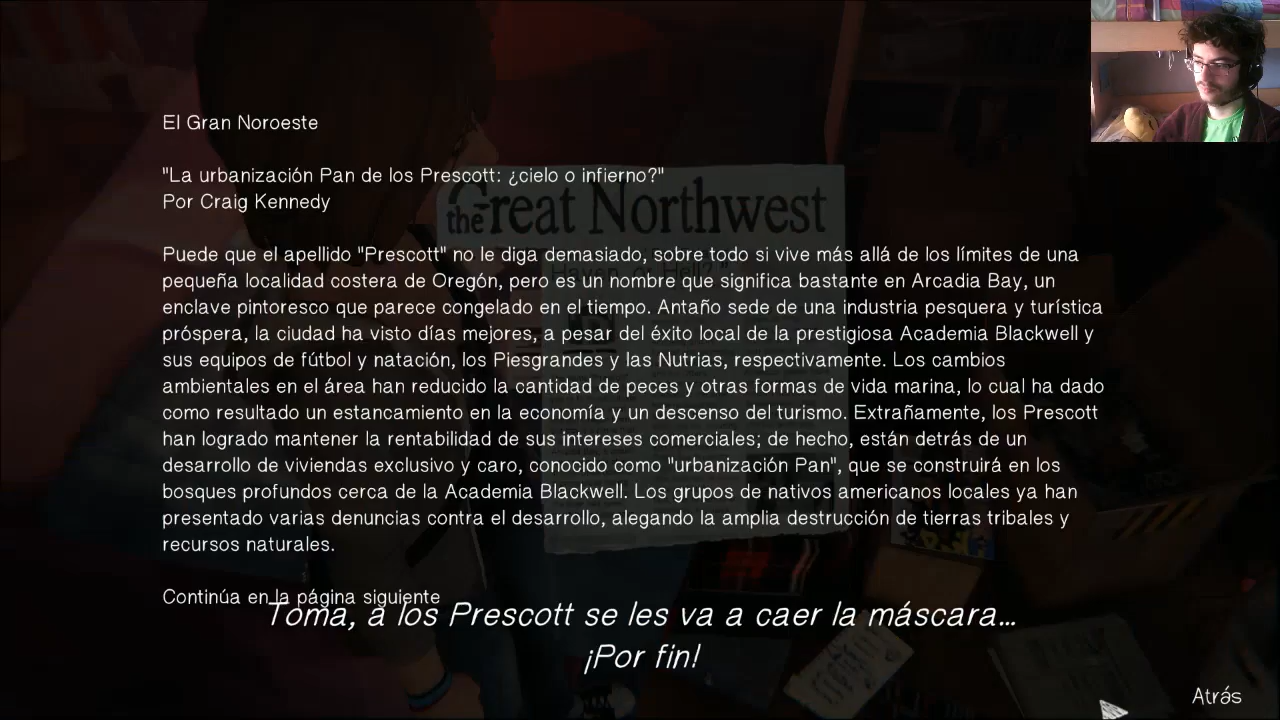 El Gran Noroeste
"La urbanización Pan de los Prescott: ¿cielo o infierno?"
Por Craig Kennedy
the Great Northwest
Haven or Hell?"
Puede que el apellido "Prescott" no le diga demasiado, sobre todo si vive más allá de los límites de una
pequeña localidad costera de Oregón, pero es un nombre que significa bastante en Arcadia Bay, un
enclave pintoresco que parece congelado en el tiempo. Antaño sede de una industria pesquera y turística
próspera, la ciudad ha visto días mejores, a pesar del éxito local de la prestigiosa Academia Blackwell y
sus equipos de fútbol y natación, los Piesgrandes y las Nutrias, respectivamente. Los cambios
ambientales en el área han reducido la cantidad de peces y otras formas de vida marina, lo cual ha dado
como resultado un estancamiento en la economía y un descenso del turismo. Extrañamente, los Prescott
han logrado mantener la rentabilidad de sus intereses comerciales; de hecho, están detrás de un
desarrollo de viviendas exclusivo y caro, conocido como "urbanización Pan", que se construirá en los
bosques profundos cerca de la Academia Blackwell. Los grupos de nativos americanos locales ya han
presentado varias denuncias contra el desarrollo, alegando la amplia destrucción de tierras tribales y
recursos naturales.
Continúa en la página siguiente
Toma, a los Prescott se les va a caer la máscara...
¡Por fin!
Atrás